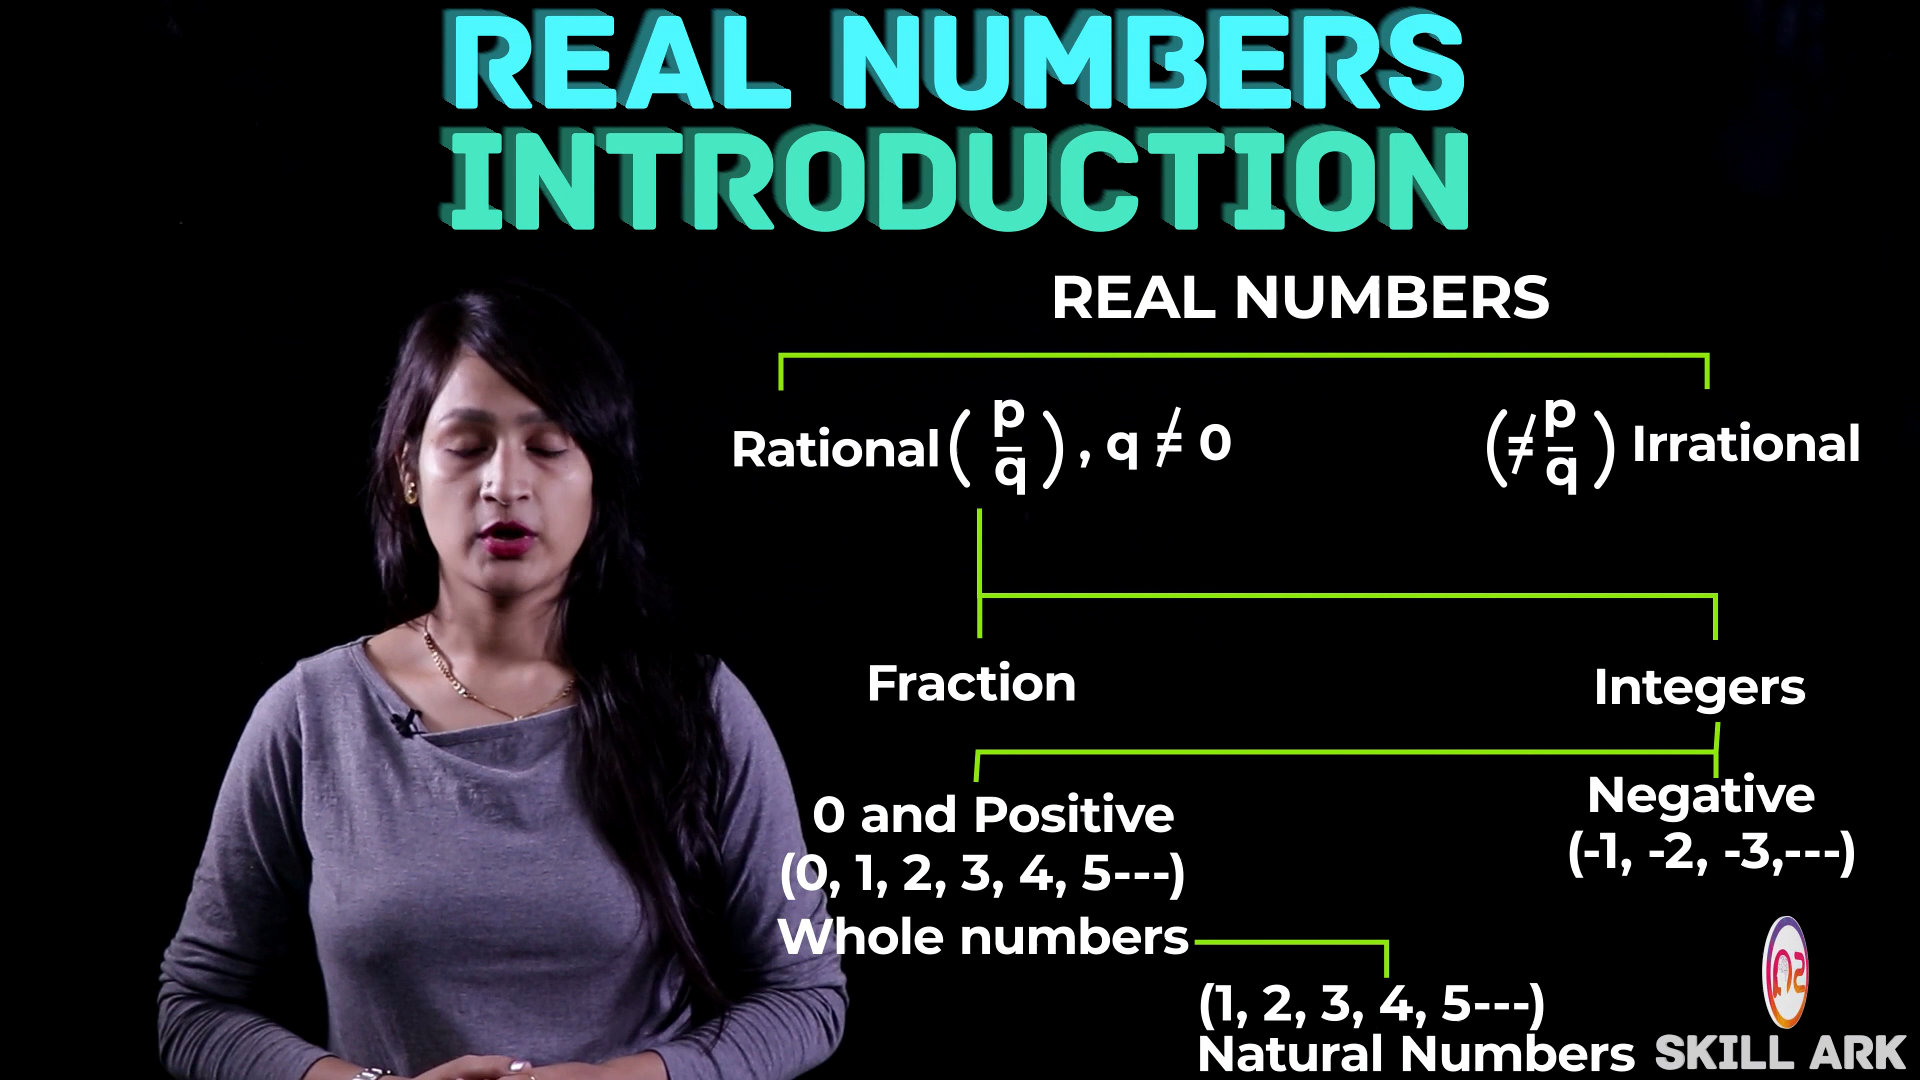 REAL NUMBERS
INTRODUCTION
REAL NUMBERS
Rational ( p/q ) , q ≠ 0
( ≠ p/q ) Irrational
Fraction
Integers
0 and Positive
(0, 1, 2, 3, 4, 5---)
Whole numbers
Negative
(-1, -2, -3,---)
(1, 2, 3, 4, 5---)
Natural Numbers
SKILL ARK